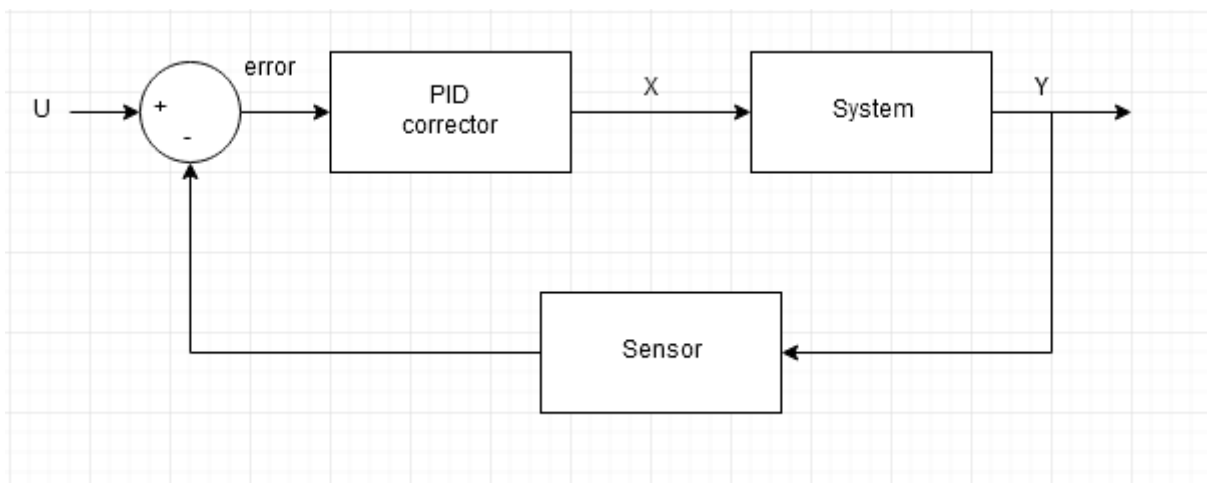 error
U
+
-
PID
corrector
X
System
Y
Sensor